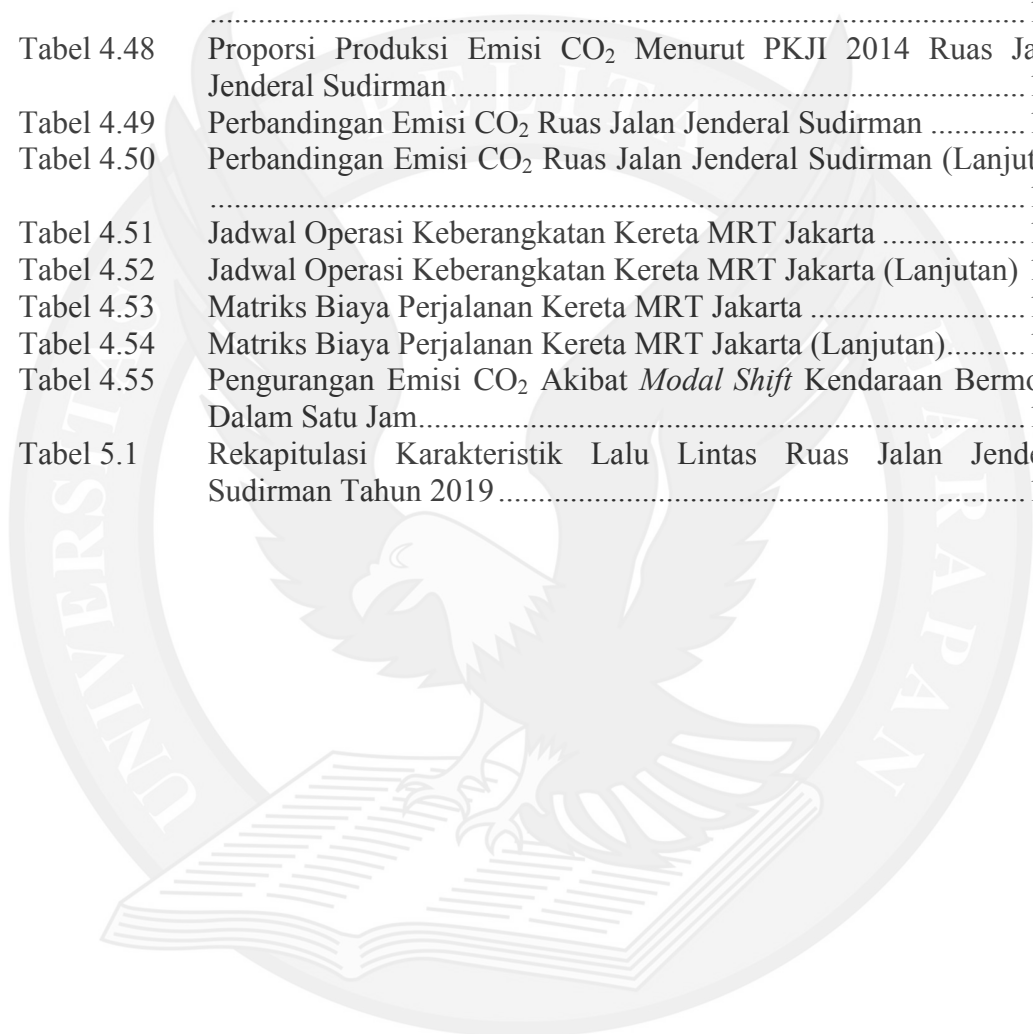 ........................................................................................................
Tabel 4.48 Proporsi Produksi Emisi CO₂ Menurut PKJI 2014 Ruas
Jenderal Sudirman........................................................................
Tabel 4.49 Perbandingan Emisi CO₂ Ruas Jalan Jenderal Sudirman ............
Tabel 4.50 Perbandingan Emisi CO₂ Ruas Jalan Jenderal Sudirman
........................................................................................................
Tabel 4.51 Jadwal Operasi Keberangkatan Kereta MRT Jakarta ..................
Tabel 4.52 Jadwal Operasi Keberangkatan Kereta MRT Jakarta (Lanjutan)
Tabel 4.53 Matriks Biaya Perjalanan Kereta MRT Jakarta ...........................
Tabel 4.54 Matriks Biaya Perjalanan Kereta MRT Jakarta (Lanjutan)..........
Tabel 4.55 Pengurangan Emisi CO₂ Akibat Modal Shift Kendaraan
Dalam Satu Jam............................................................................
Tabel 5.1 Rekapitulasi Karakteristik Lalu Lintas Ruas Jalan
Sudirman Tahun 2019...................................................................
UNIVERSITAS PELITA HARAPAN